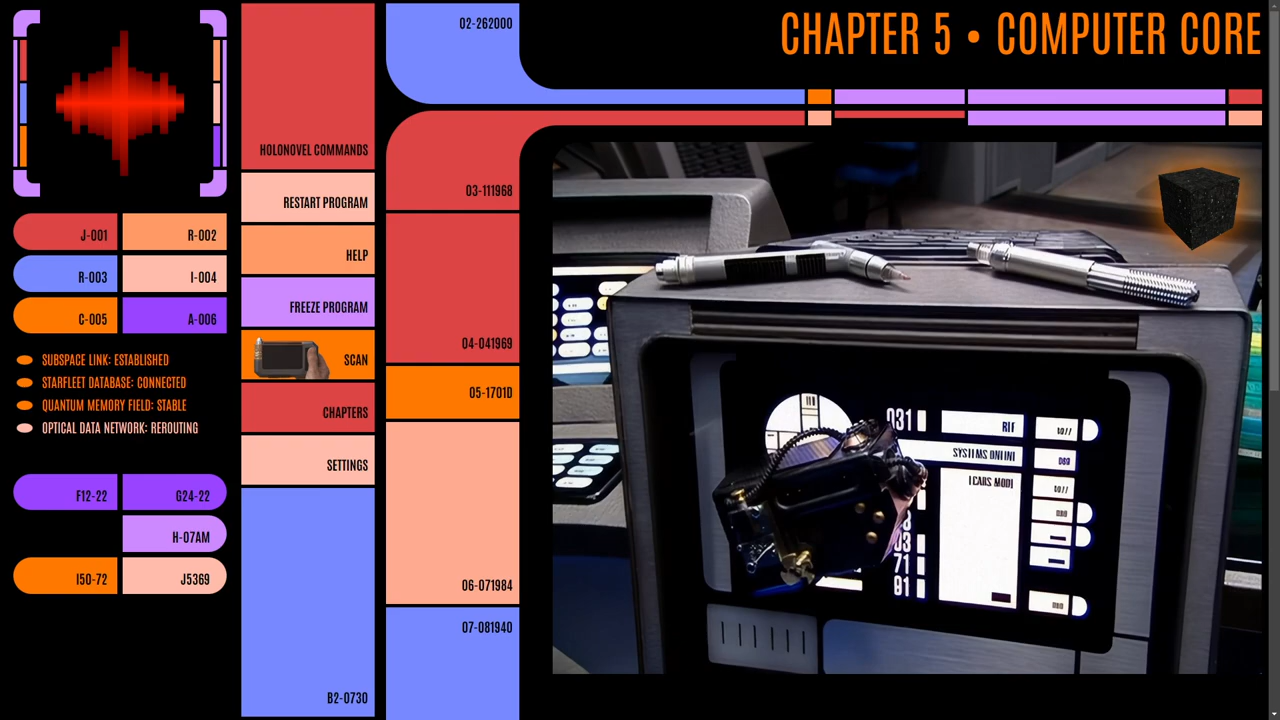 CHAPTER 5 • COMPUTER CORE
J-001
R-002
R-003
I-004
C-005
A-006
SUBSPACE LINK: ESTABLISHED
STARFLEET DATABASE: CONNECTED
QUANTUM MEMORY FIELD: STABLE
OPTICAL DATA NETWORK: REROUTING
F12-22
G24-22
H-07AM
I50-72
J5369
HOLONOVEL COMMANDS
RESTART PROGRAM
HELP
FREEZE PROGRAM
SCAN
CHAPTERS
SETTINGS
B2-0730
02-262000
03-111968
04-041969
05-1701D
06-071984
07-081940
031
71